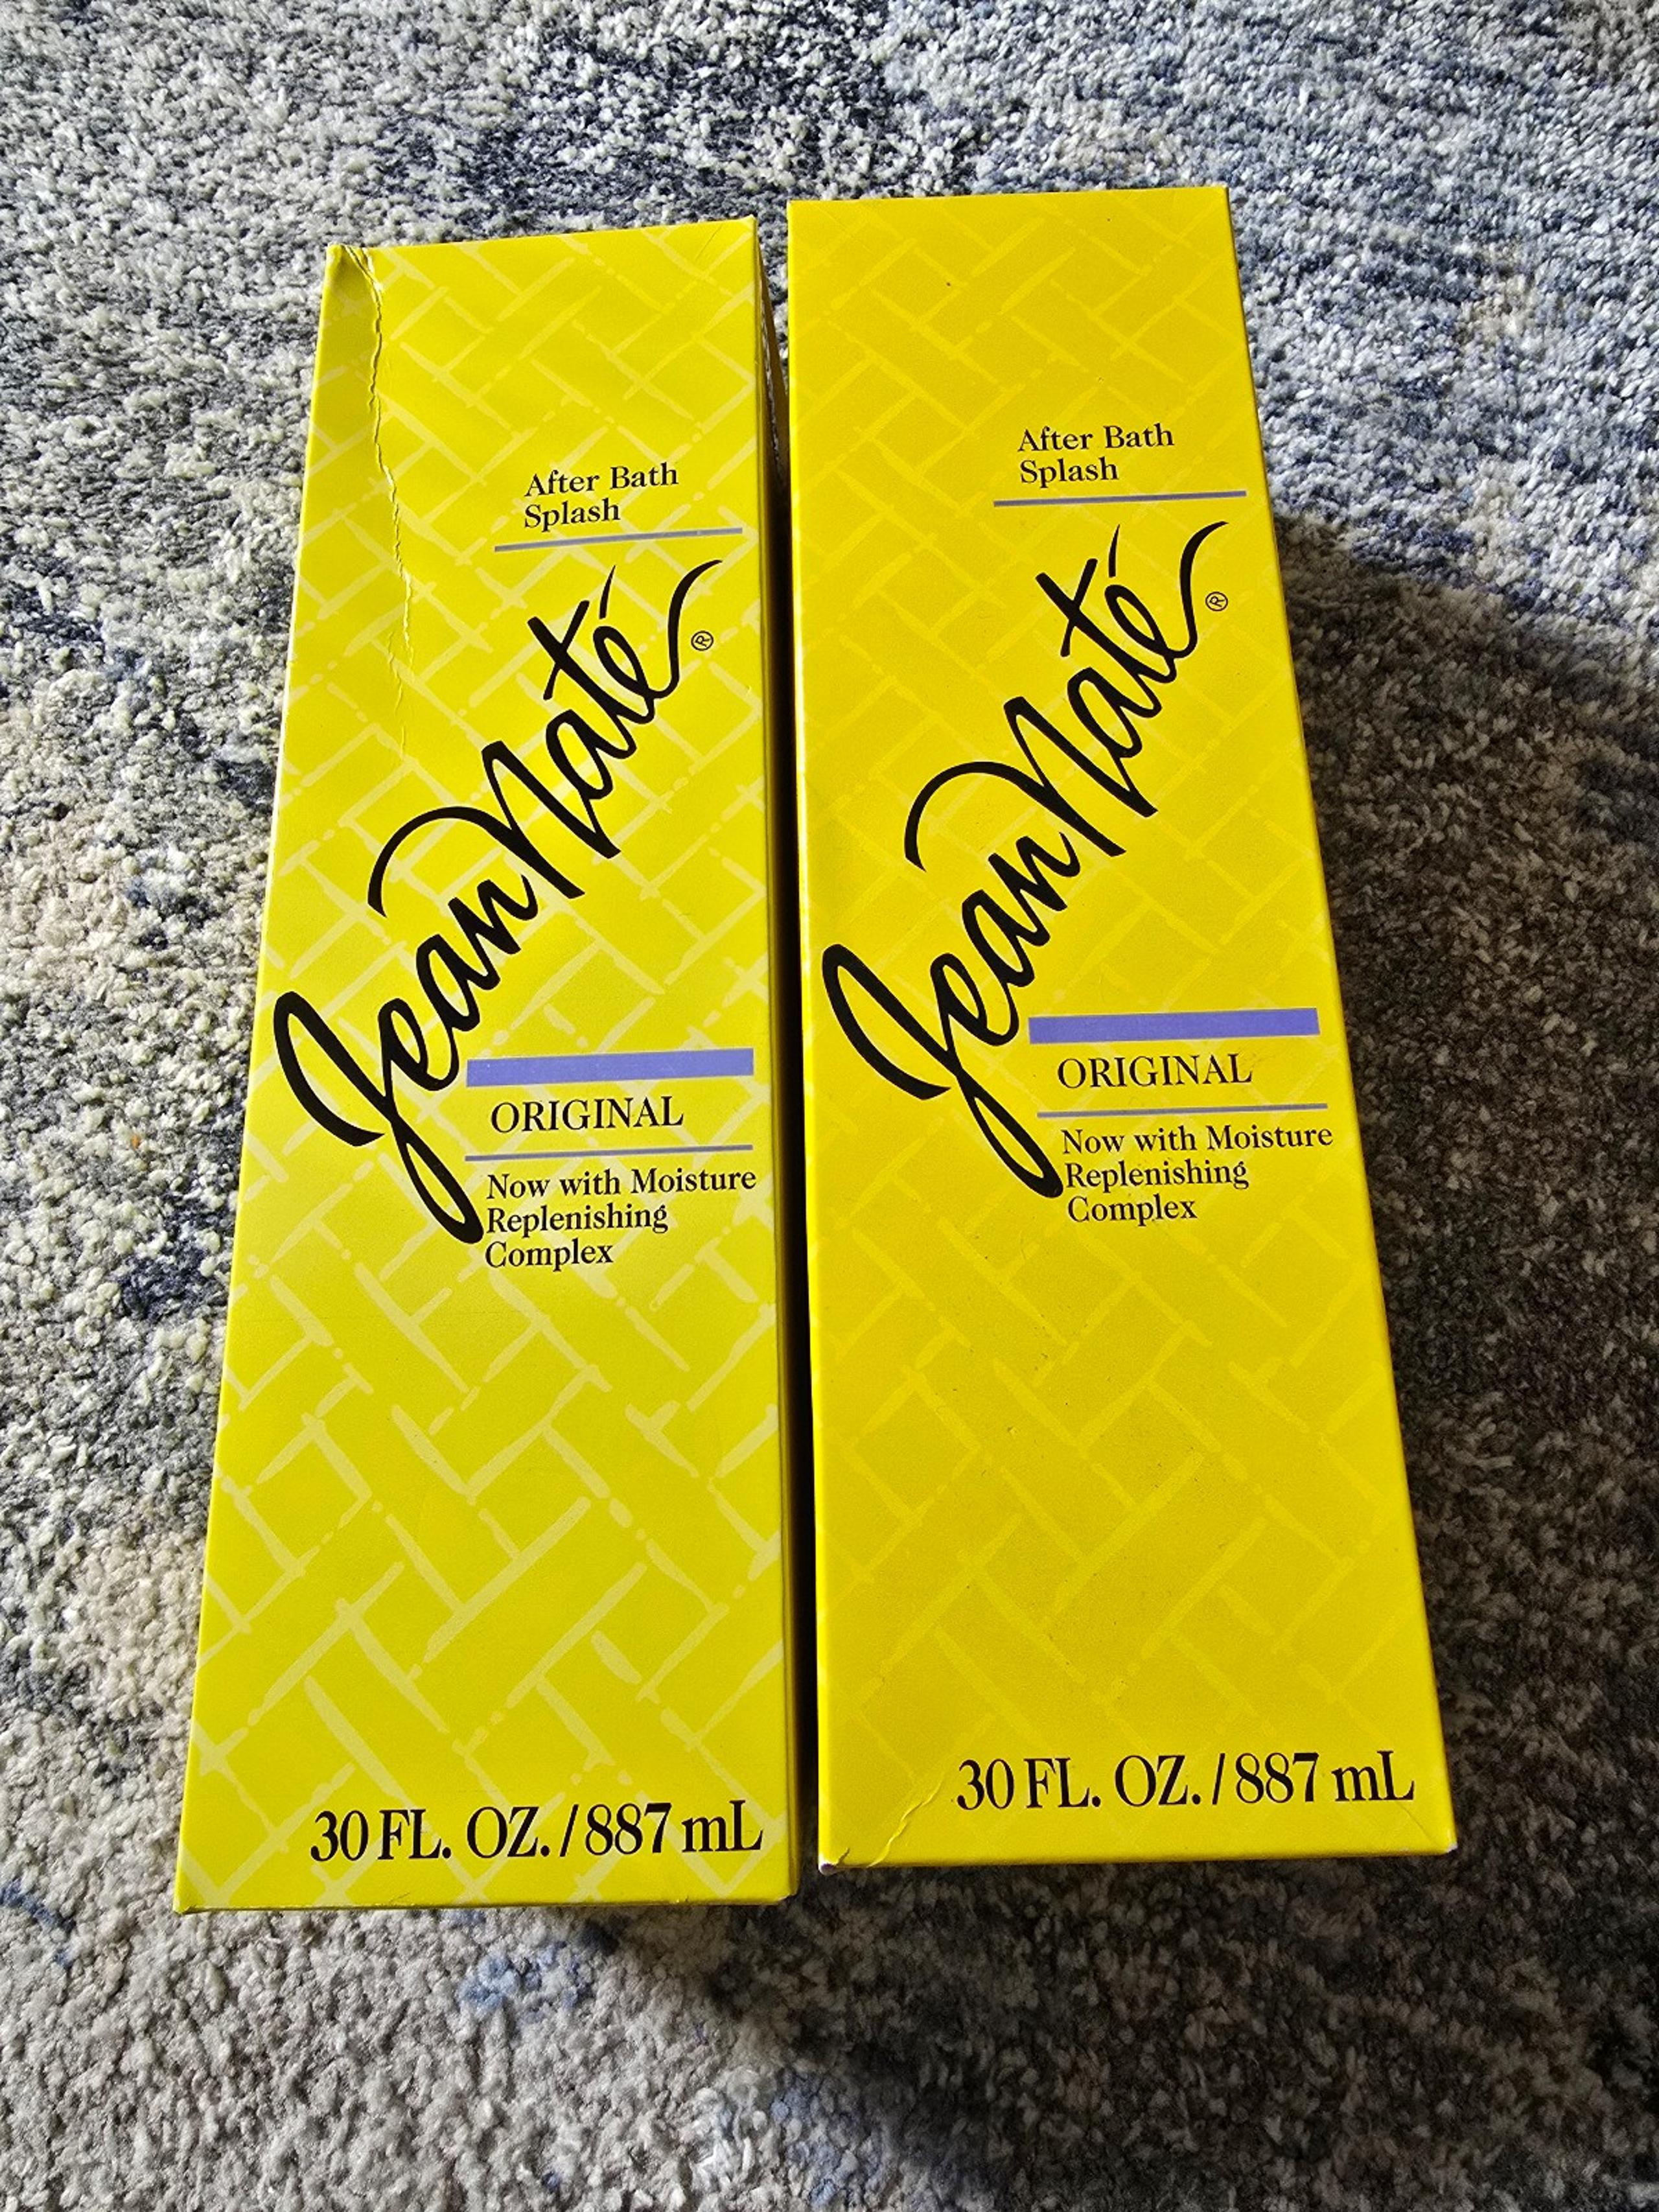 After Bath
Splash
Jean Naté®
ORIGINAL
Now with Moisture
Replenishing
Complex
30 FL. OZ. / 887 mL
After Bath
Splash
Jean Naté®
ORIGINAL
Now with Moisture
Replenishing
Complex
30 FL. OZ. / 887 mL